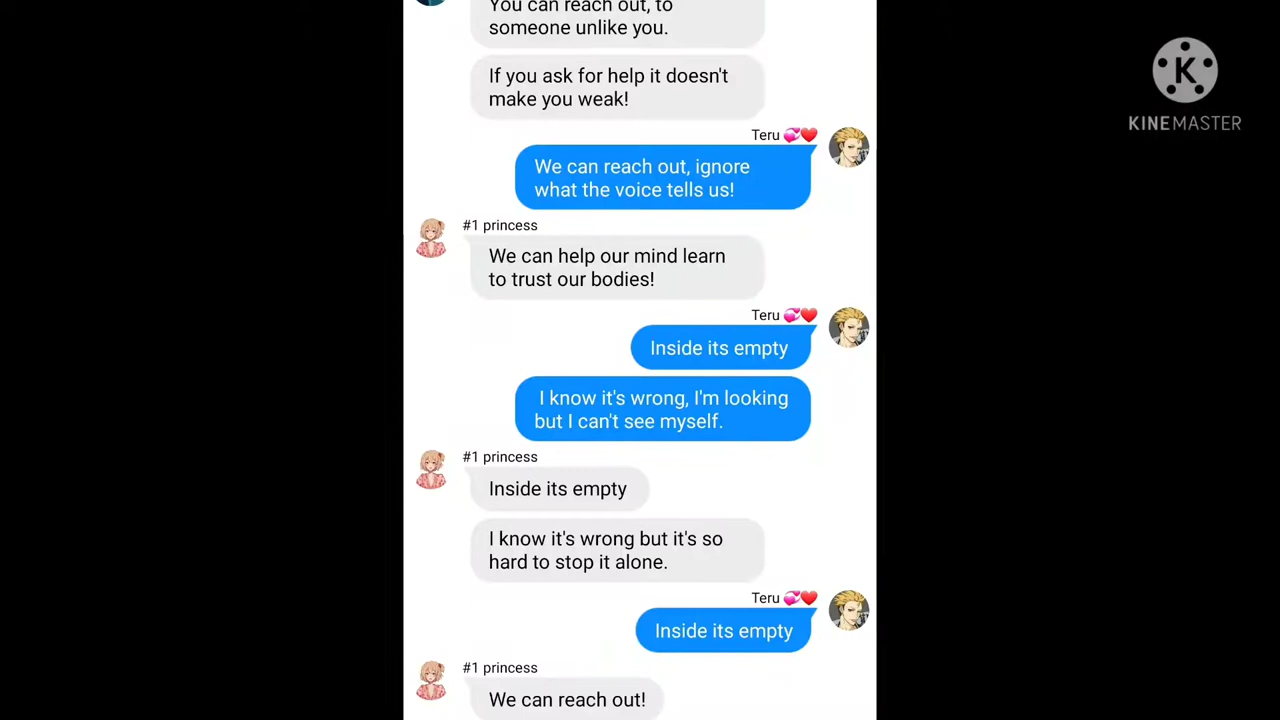 You can reach out, to
someone unlike you.
If you ask for help it doesn't
make you weak!
Teru 💞❤️
We can reach out, ignore
what the voice tells us!
#1 princess
We can help our mind learn
to trust our bodies!
Teru 💞❤️
Inside its empty
I know it's wrong, I'm looking
but I can't see myself.
#1 princess
Inside its empty
I know it's wrong but it's so
hard to stop it alone.
Teru 💞❤️
Inside its empty
#1 princess
We can reach out!
K
KINEMASTER